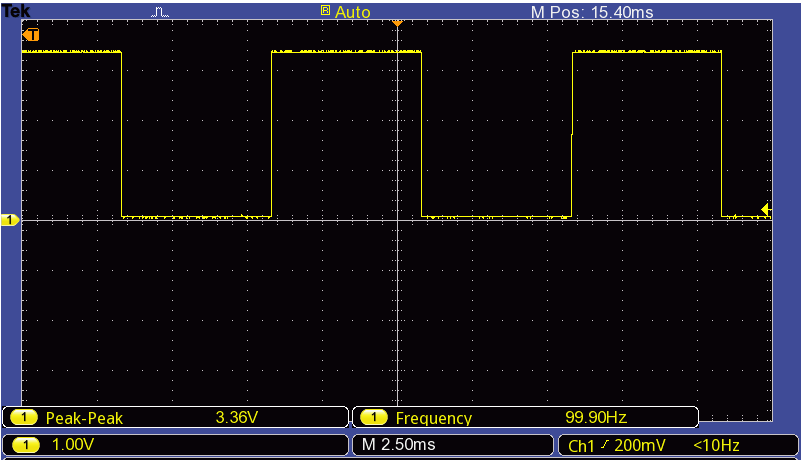 Tek B Auto M Pos: 15.40ms
T
1
1 Peak-Peak 3.36V 1 Frequency 99.90Hz
1 1.00V M 2.50ms Ch1 200mV <10Hz